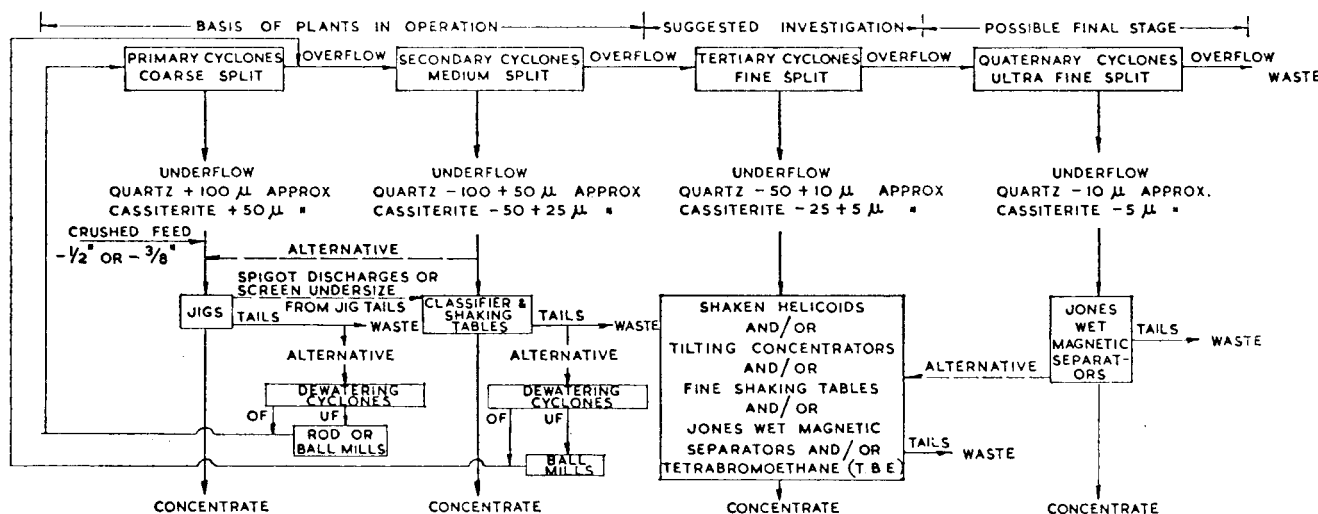 BASIS OF PLANTS IN OPERATION
SUGGESTED INVESTIGATION
POSSIBLE FINAL STAGE
PRIMARY CYCLONES
COARSE SPLIT
OVERFLOW
SECONDARY CYCLONES
MEDIUM SPLIT
OVERFLOW
TERTIARY CYCLONES
FINE SPLIT
OVERFLOW
QUATERNARY CYCLONES
ULTRA FINE SPLIT
OVERFLOW
WASTE
UNDERFLOW
QUARTZ + 100 μ APPROX
CASSITERITE + 50 μ "
UNDERFLOW
QUARTZ - 100 + 50 μ APPROX
CASSITERITE - 50 + 25 μ "
UNDERFLOW
QUARTZ - 50 + 10 μ APPROX
CASSITERITE - 25 + 5 μ "
UNDERFLOW
QUARTZ - 10 μ APPROX.
CASSITERITE - 5 μ "
CRUSHED FEED
-1/2" OR - 3/8"
ALTERNATIVE
JIGS
SPIGOT DISCHARGES OR
SCREEN UNDERSIZE
FROM JIG TAILS
TAILS
WASTE
CLASSIFIER &
SHAKING
TABLES
TAILS
WASTE
ALTERNATIVE
DEWATERING
CYCLONES
OF
UF
ROD OR
BALL MILLS
ALTERNATIVE
DEWATERING
CYCLONES
OF
UF
BALL
MILLS
SHAKEN HELICOIDS
AND/OR
TILTING CONCENTRATORS
AND/OR
FINE SHAKING TABLES
AND/OR
JONES WET MAGNETIC
SEPARATORS AND/OR
TETRABROMOETHANE (T.B.E)
TAILS
WASTE
ALTERNATIVE
JONES
WET
MAGNETIC
SEPARAT-
ORS
TAILS
WASTE
CONCENTRATE
CONCENTRATE
CONCENTRATE
CONCENTRATE